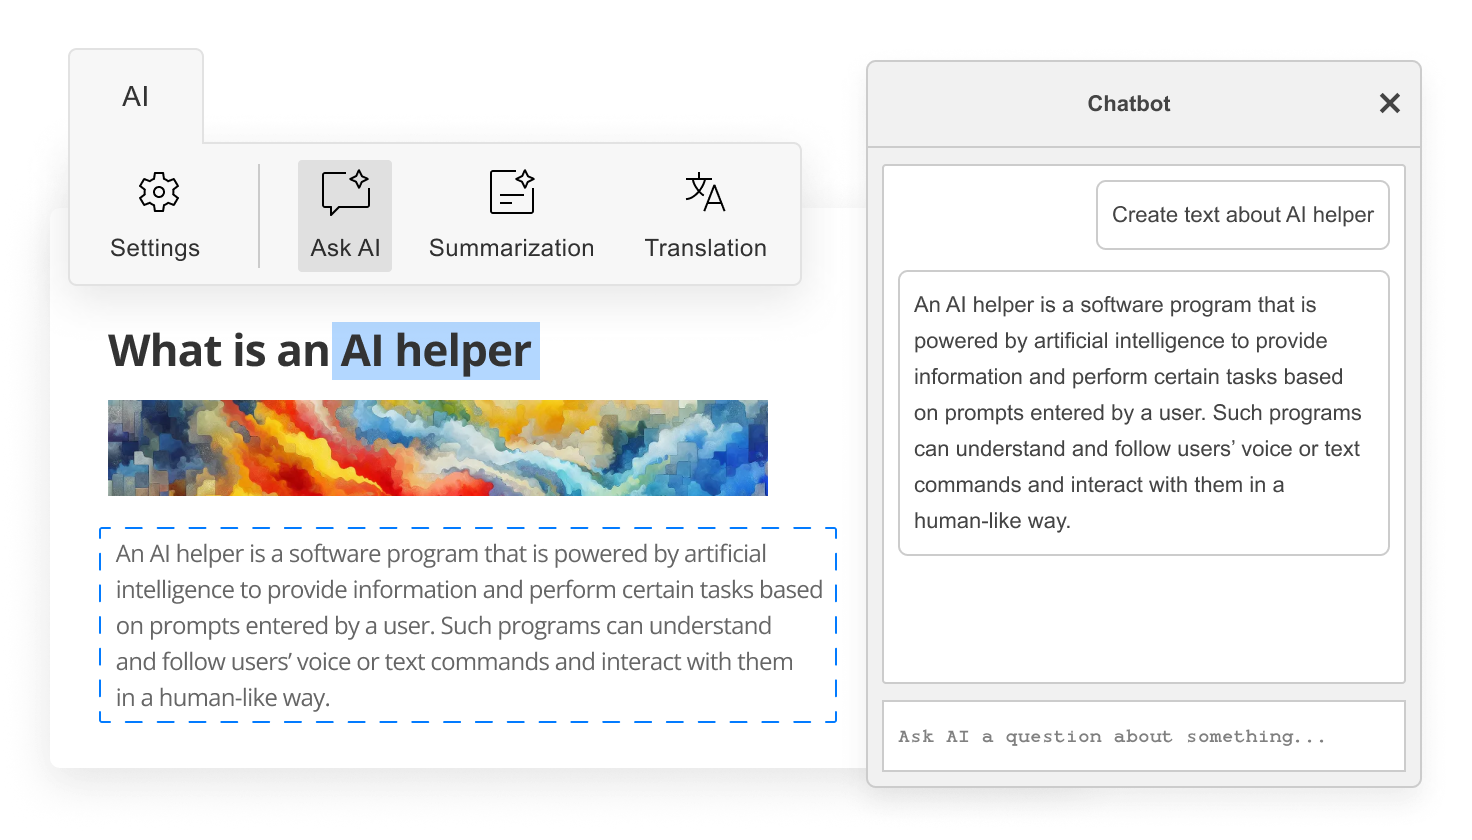 AI
Settings
Ask AI
Summarization
Translation
What is an AI helper
An AI helper is a software program that is powered by artificial
intelligence to provide information and perform certain tasks based
on prompts entered by a user. Such programs can understand
and follow users’ voice or text commands and interact with them
in a human-like way.
Chatbot
Create text about AI helper
An AI helper is a software program that is
powered by artificial intelligence to provide
information and perform certain tasks based
on prompts entered by a user. Such programs
can understand and follow users’ voice or text
commands and interact with them in a
human-like way.
Ask AI a question about something...